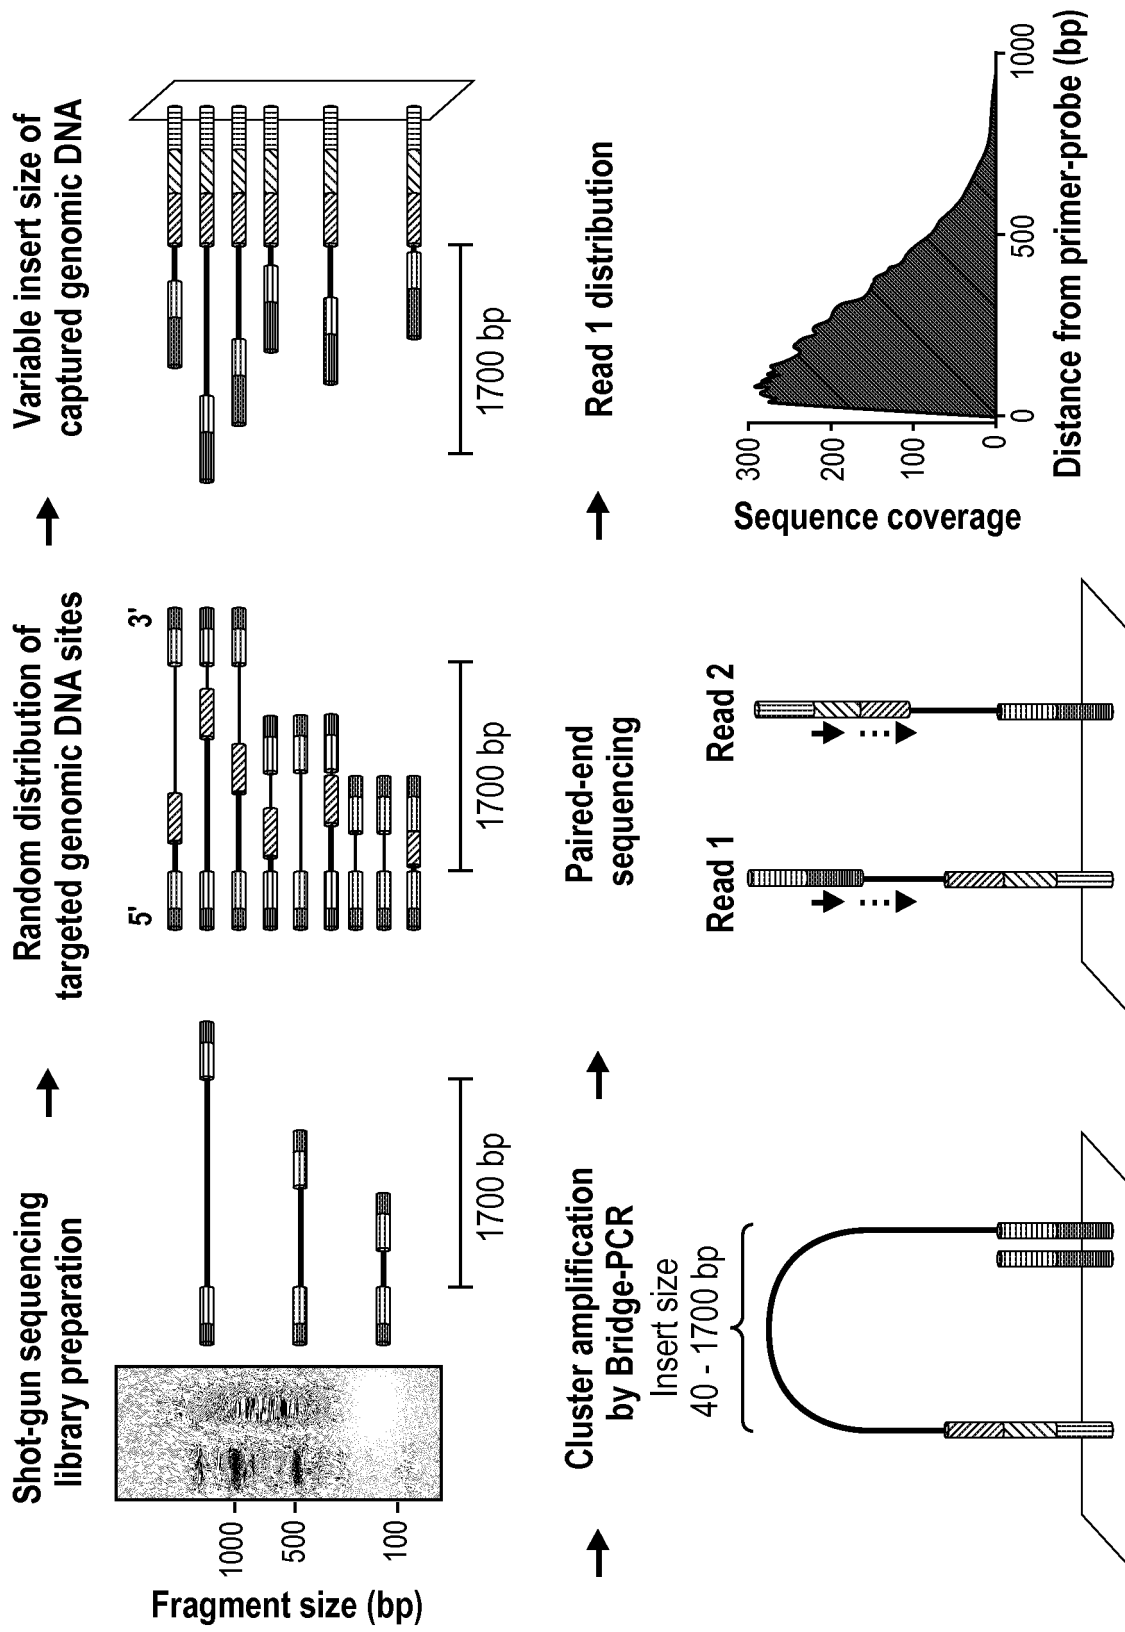 Shot-gun sequencing
library preparation
Fragment size (bp)
1000
500
100
1700 bp
Random distribution of
targeted genomic DNA sites
5'
3'
1700 bp
Variable insert size of
captured genomic DNA
1700 bp
Cluster amplification
by Bridge-PCR
Insert size
40 - 1700 bp
Paired-end
sequencing
Read 1
Read 2
Read 1 distribution
Sequence coverage
300
200
100
0
0
500
1000
Distance from primer-probe (bp)